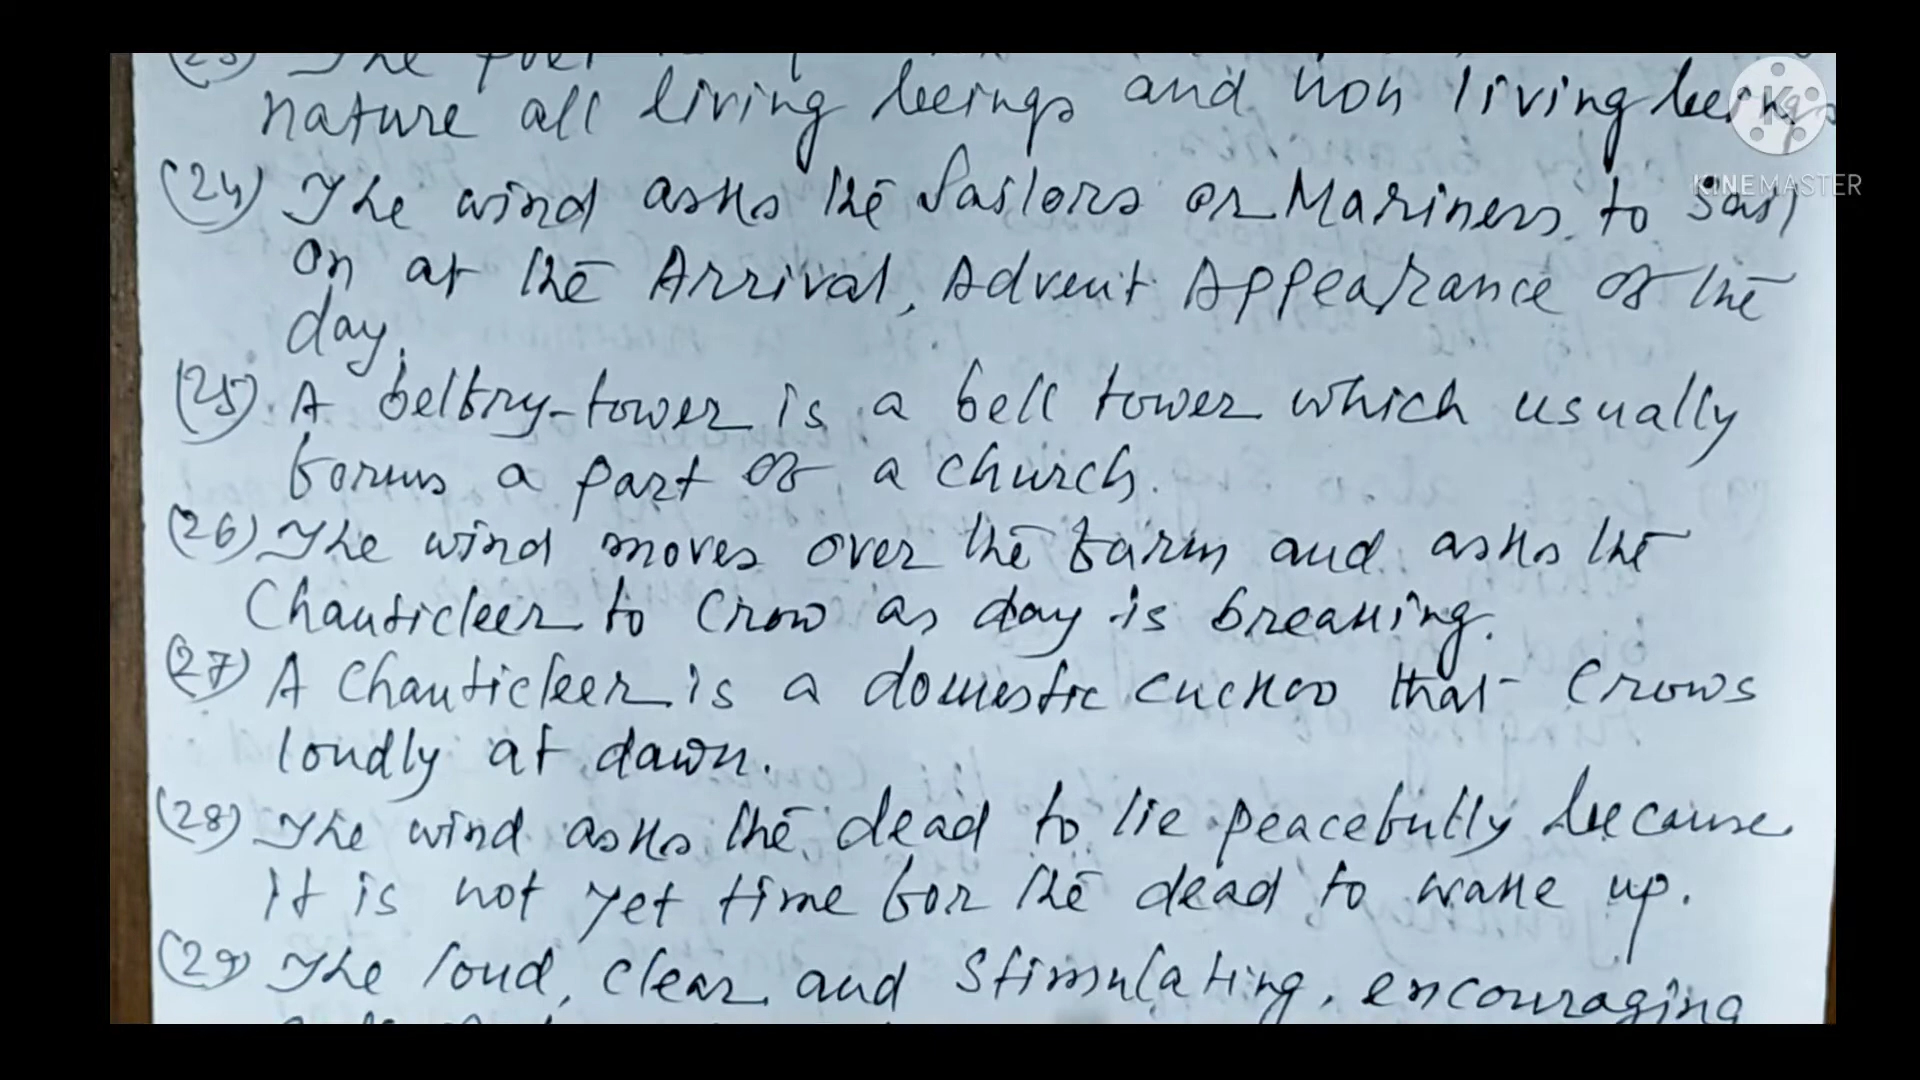 (23) The poet
nature all living beings and non living beings
KINEMASTER
(24) The wind asks the Sailors or Mariners to Sail
on at the Arrival, Advent Appearance of the
day.
(25). A belfry-tower is a bell tower which usually
forms a part of a church.
(26) The wind moves over the farm and asks the
Chanticleer to Crow as day is breaking.
(27) A Chanticleer is a domestic cuckoo that Crows
loudly at dawn.
(28) The wind asks the dead to lie peacefully because
it is not yet time for the dead to wake up.
(29) The loud, clear and Stimulating, encouraging